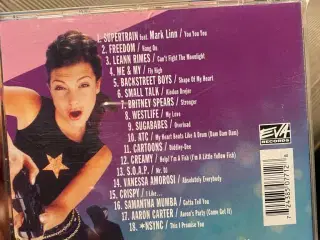 1. SUPERTRAIN feat. Mark Linn / You You You
2. FREEDOM / Hang On
3. LEANN RIMES / Can't Fight The Moonlight
4. ME & MY / Fly High
5. BACKSTREET BOYS / Shape Of My Heart
6. SMALL TALK / Kinduo Drejer
7. BRITNEY SPEARS / Stronger
8. WESTLIFE / My Love
9. SUGABABES / Overload
10. ATC / My Heart Beats Like A Drum (Dam Dam Dam)
11. CARTOONS / Diddley-Dee
12. CREAMY / Help! I'm A Fish (I'm A Little Yellow Fish)
13. S.O.A.P. / Mr. DJ
14. VANESSA AMOROSI / Absolutely Everybody
15. CRISPY / I Like...
16. SAMANTHA MUMBA / Gotta Tell You
17. AARON CARTER / Aaron's Party (Come Get It)
18. *NSYNC / This I Promise You
EVA
RECORDS
7 243850 712